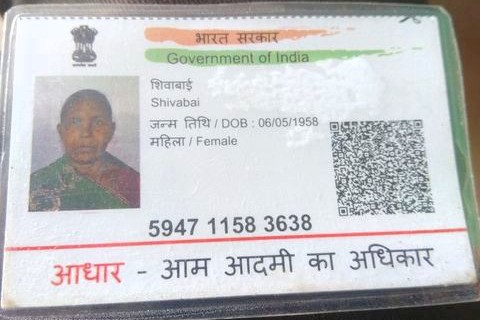 भारत सरकार
Government of India
शिवाबाई
Shivabai
जन्म तिथि / DOB : 06/05/1958
महिला / Female
5947 1158 3638
आधार - आम आदमी का अधिकार